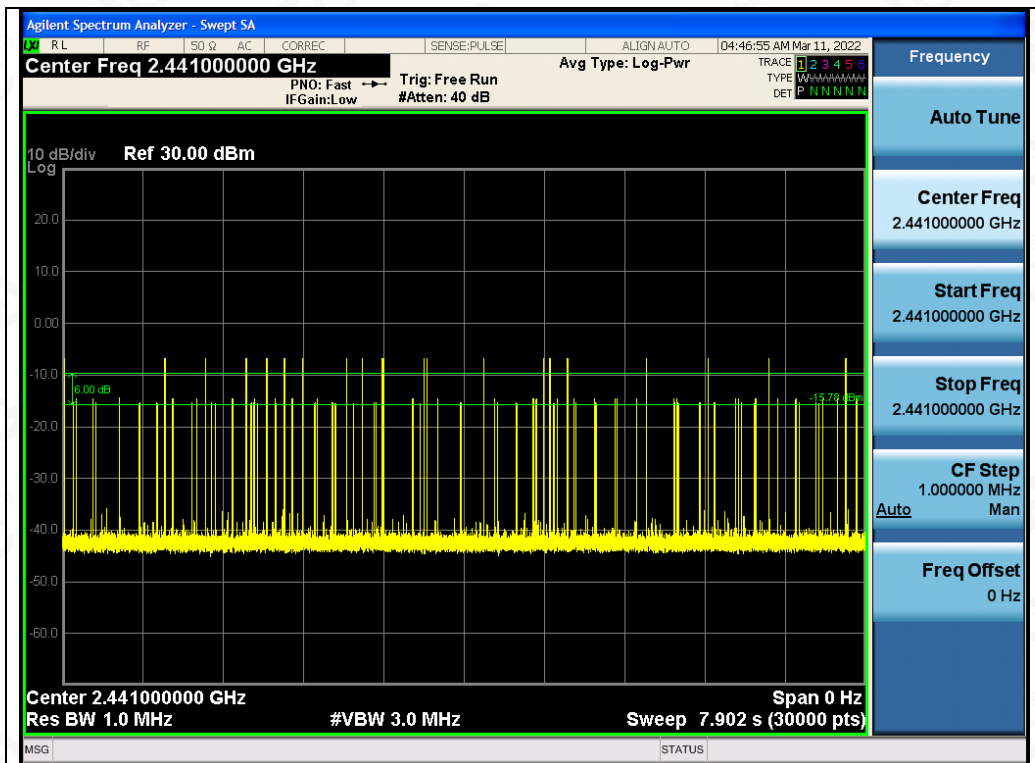 Agilent Spectrum Analyzer - Swept SA
LXI RL RF 50 Ω AC CORREC SENSE:PULSE ALIGN AUTO 04:46:55 AM Mar 11, 2022
Center Freq 2.441000000 GHz Avg Type: Log-Pwr TRACE 1 2 3 4 5 6
PNO: Fast Trig: Free Run TYPE
IFGain:Low #Atten: 40 dB DET P N N N N N
10 dB/div Ref 30.00 dBm
Log
20.0
10.0
0.00
-10.0
6.00 dB
-15.78 dBm
-20.0
-30.0
-40.0
-50.0
-60.0
Center 2.441000000 GHz Span 0 Hz
Res BW 1.0 MHz #VBW 3.0 MHz Sweep 7.902 s (30000 pts)
MSG STATUS
Frequency
Auto Tune
Center Freq
2.441000000 GHz
Start Freq
2.441000000 GHz
Stop Freq
2.441000000 GHz
CF Step
1.000000 MHz
Auto Man
Freq Offset
0 Hz